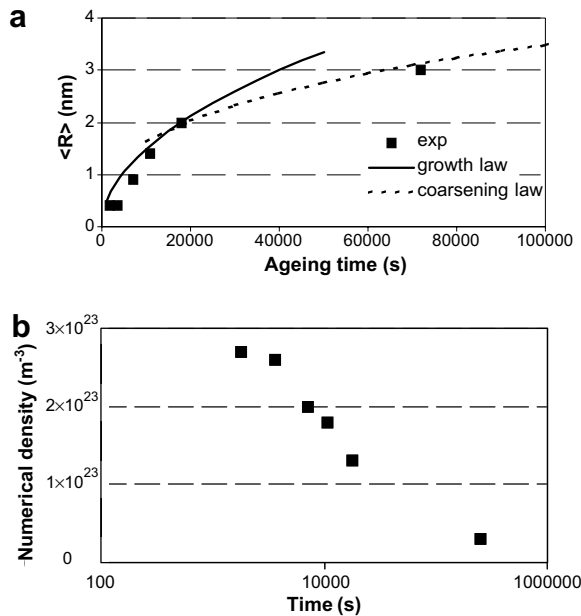 a
4
3
2
1
0
<R> (nm)
exp
growth law
coarsening law
0 20000 40000 60000 80000 100000
Ageing time (s)
b
3×10²³
2×10²³
1×10²³
0
Numerical density (m⁻³)
100 10000 1000000
Time (s)